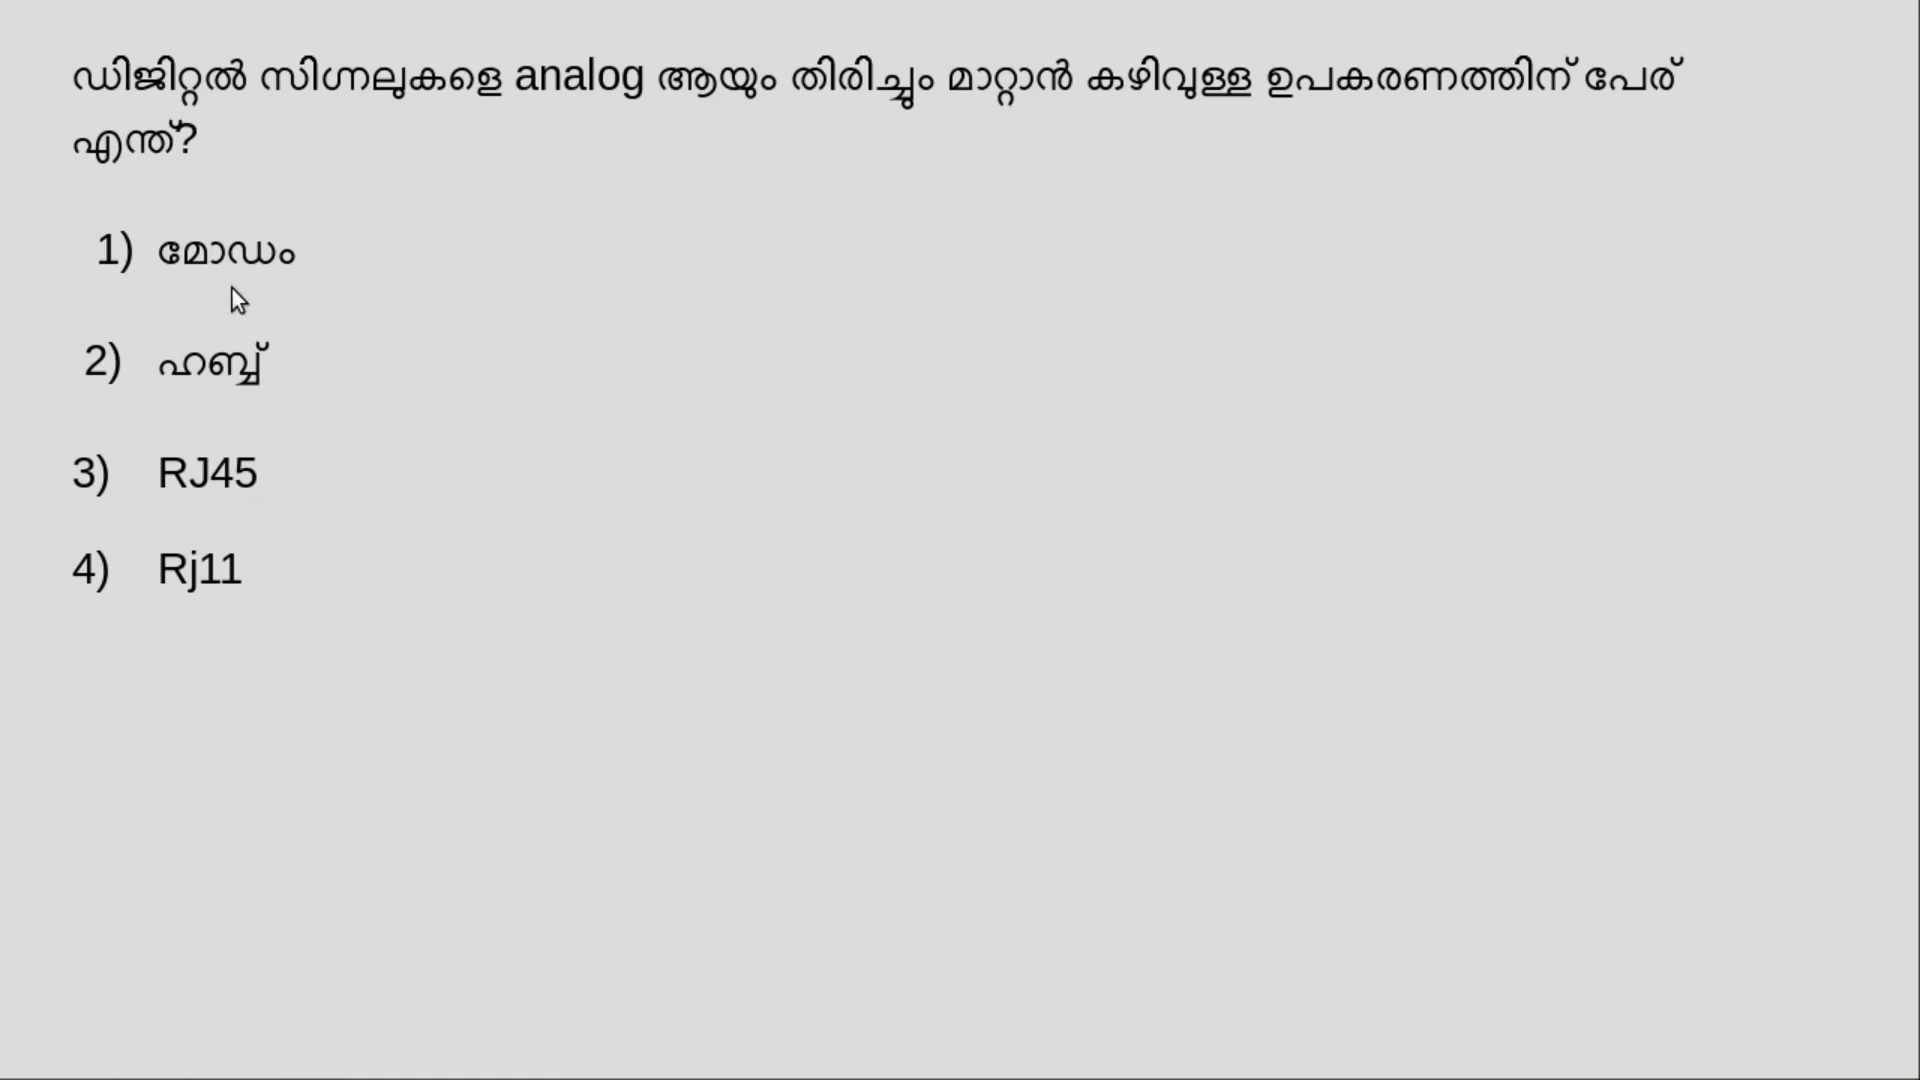 ഡിജിറ്റൽ സിഗ്നലുകളെ analog ആയും തിരിച്ചും മാറ്റാൻ കഴിവുള്ള ഉപകരണത്തിന് പേര്
എന്ത്?
1) മോഡം
2) ഹബ്ബ്
3) RJ45
4) Rj11